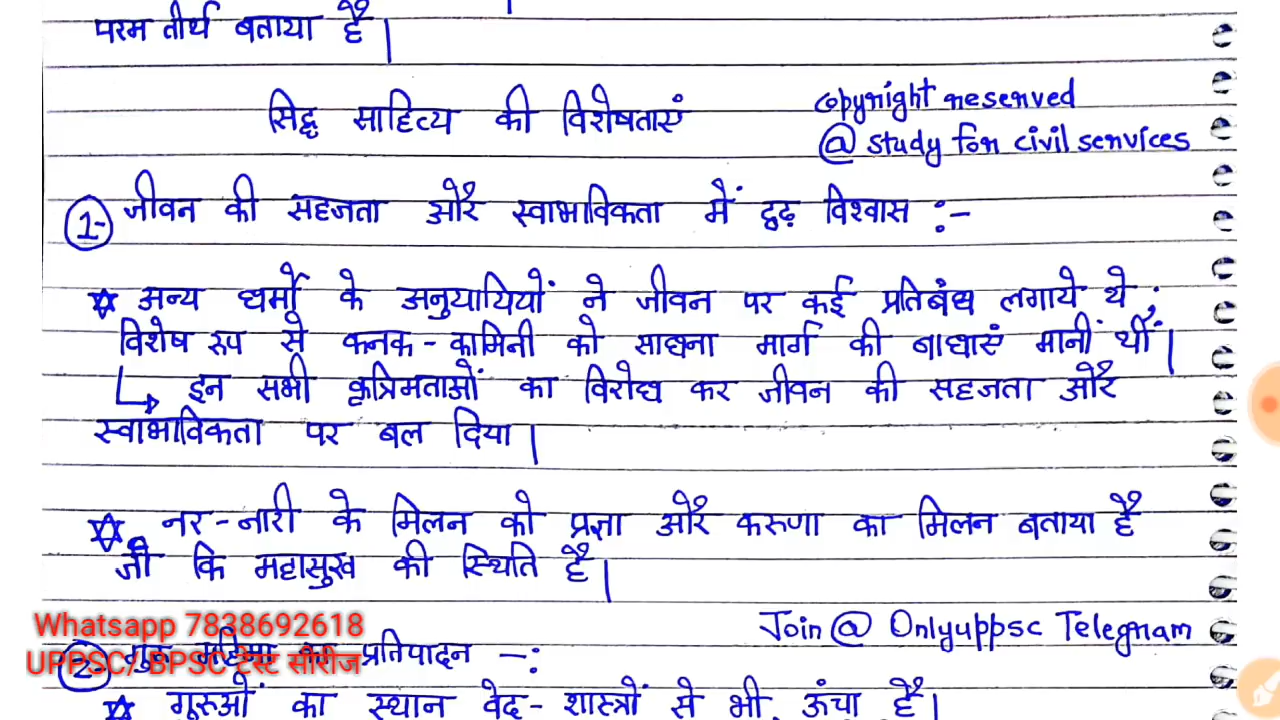 परम तीर्थ बताया है।
सिद्ध साहित्य की विशेषताएं
copyright reserved
@ study for civil services
1- जीवन की सहजता और स्वाभाविकता में दृढ़ विश्वास :-
☆ अन्य धर्मों के अनुयायियों ने जीवन पर कई प्रतिबंध लगाये थे ;
विशेष रूप से कनक - कामिनी को साधना मार्ग की बाधाएं मानीं थीं।
↳ इन सभी कृत्रिमताओं का विरोध कर जीवन की सहजता और
स्वाभाविकता पर बल दिया।
☆ नर - नारी के मिलन को प्रज्ञा और करुणा का मिलन बताया है
जो कि महासुख की स्थिति है।
Whatsapp 7838692618
Join @ Onlyuppsc Telegram
UPPSC/ BPSC टेस्ट सीरीज
2- गुरु महिमा का प्रतिपादन -:
☆ गुरुओं का स्थान वेद - शास्त्रों से भी ऊंचा है।